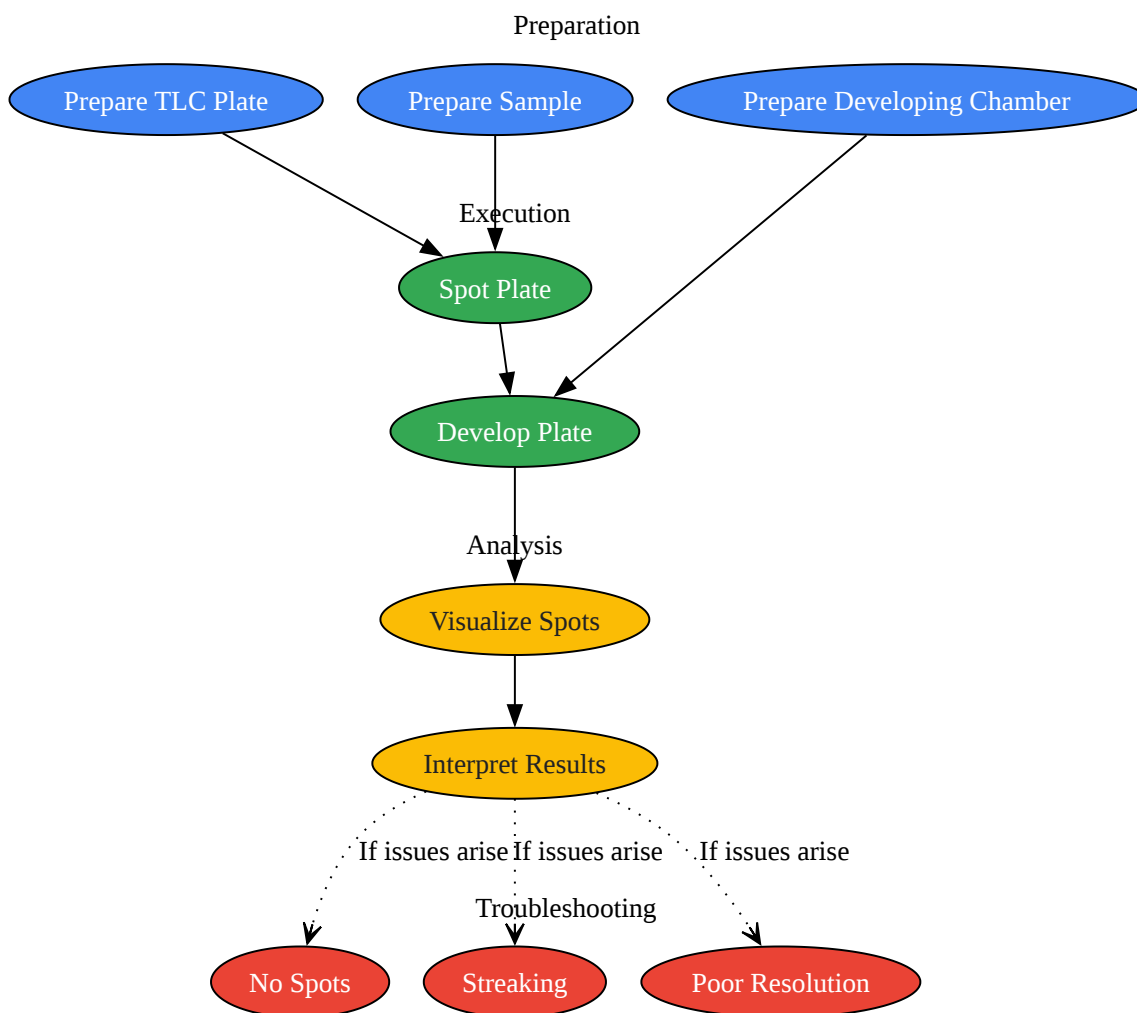 Preparation
Prepare TLC Plate
Prepare Sample
Prepare Developing Chamber
Execution
Spot Plate
Develop Plate
Analysis
Visualize Spots
Interpret Results
If issues arise
If issues arise
If issues arise
Troubleshooting
No Spots
Streaking
Poor Resolution